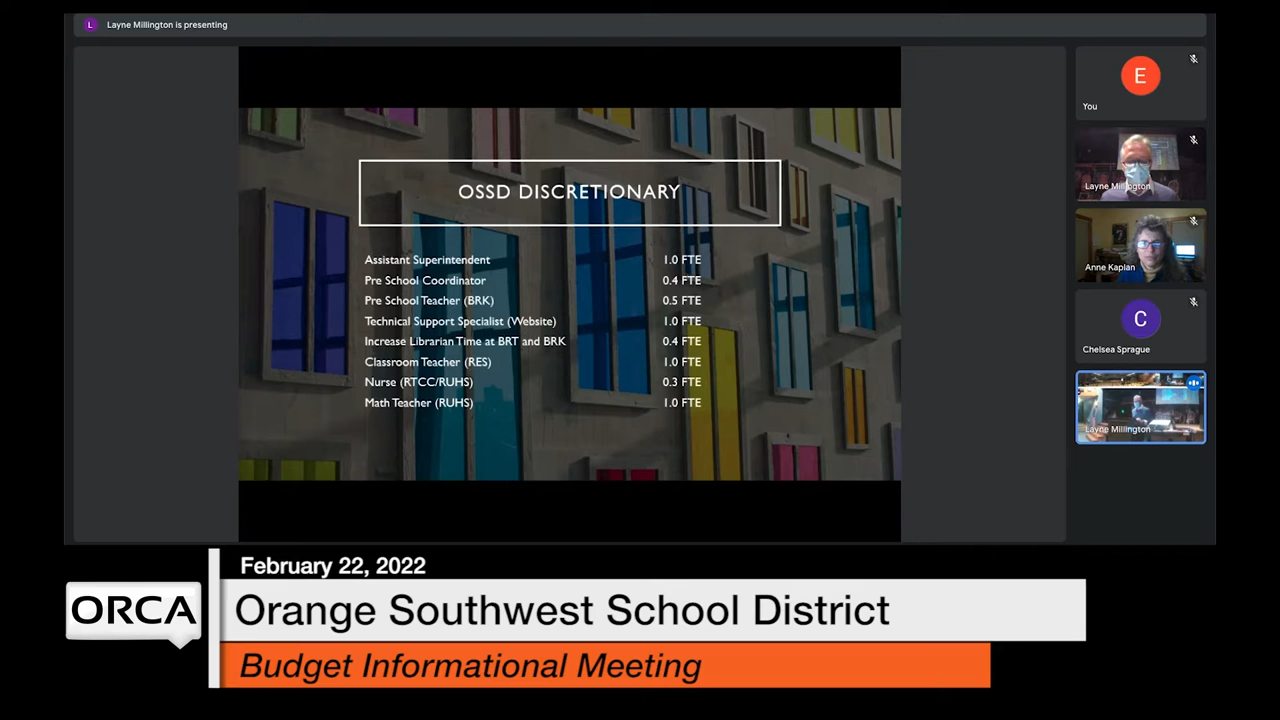 L Layne Millington is presenting
OSSD DISCRETIONARY
Assistant Superintendent 1.0 FTE
Pre School Coordinator 0.4 FTE
Pre School Teacher (BRK) 0.5 FTE
Technical Support Specialist (Website) 1.0 FTE
Increase Librarian Time at BRT and BRK 0.4 FTE
Classroom Teacher (RES) 1.0 FTE
Nurse (RTCC/RUHS) 0.3 FTE
Math Teacher (RUHS) 1.0 FTE
E
You
Layne Millington
Anne Kaplan
C
Chelsea Sprague
Layne Millington
February 22, 2022
ORCA
Orange Southwest School District
Budget Informational Meeting